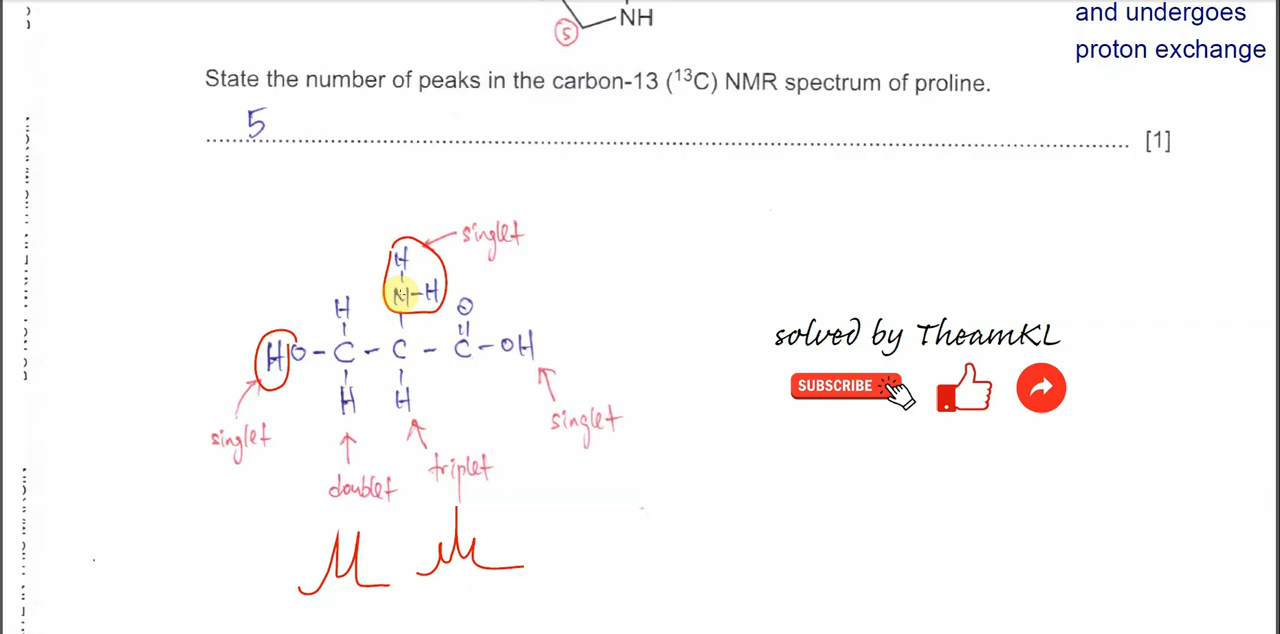 and undergoes
NH
5
proton exchange
State the number of peaks in the carbon-13 (¹³C) NMR spectrum of proline.
5
[1]
singlet
H
N-H
H O
HO-C-C-C-OH
H H
singlet
singlet
triplet
doublet
solved by TheamKL
SUBSCRIBE